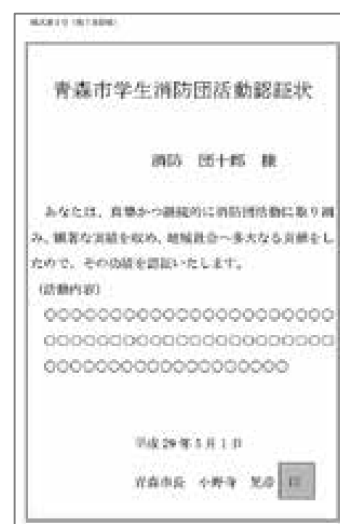 青森市学生消防団活動認証状
消防 団十郎 様
あなたは、真摯かつ継続的に消防団活動に取り組
み、顕著な実績を収め、地域社会へ多大なる貢献をし
たので、その功績を認証いたします。
(活動内容)
○○○○○○○○○○○○○○○○○○○○○○
○○○○○○○○○○○○○○○○○○○○○○
○○○○○○○○○○○○○○○○○○○
平成29年5月1日
青森市長 小野寺 晃彦 印